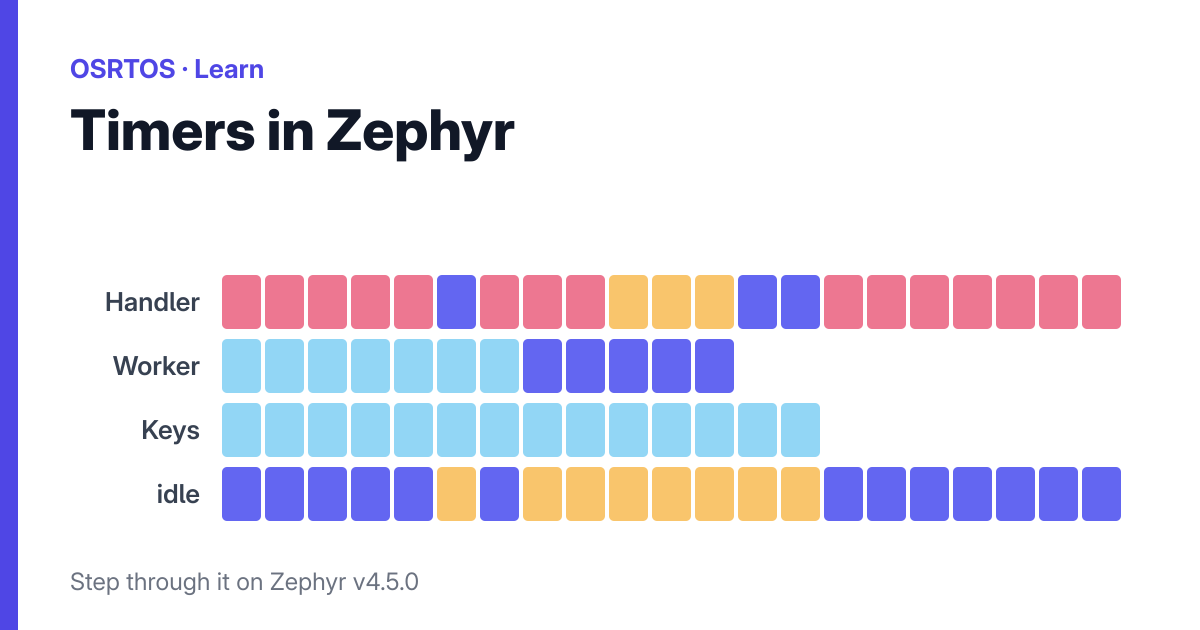 OSRTOS · Learn
Timers in Zephyr
Handler
Worker
Keys
idle
Step through it on Zephyr v4.5.0